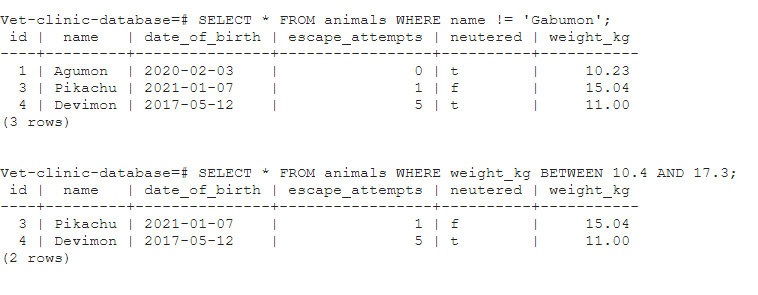 Vet-clinic-database=# SELECT * FROM animals WHERE name != 'Gabumon';
 id |  name   | date_of_birth | escape_attempts | neutered | weight_kg
----+---------+---------------+-----------------+----------+-----------
  1 | Agumon  | 2020-02-03    |               0 | t        |     10.23
  3 | Pikachu | 2021-01-07    |               1 | f        |     15.04
  4 | Devimon | 2017-05-12    |               5 | t        |     11.00
(3 rows)

Vet-clinic-database=# SELECT * FROM animals WHERE weight_kg BETWEEN 10.4 AND 17.3;
 id |  name   | date_of_birth | escape_attempts | neutered | weight_kg
----+---------+---------------+-----------------+----------+-----------
  3 | Pikachu | 2021-01-07    |               1 | f        |     15.04
  4 | Devimon | 2017-05-12    |               5 | t        |     11.00
(2 rows)